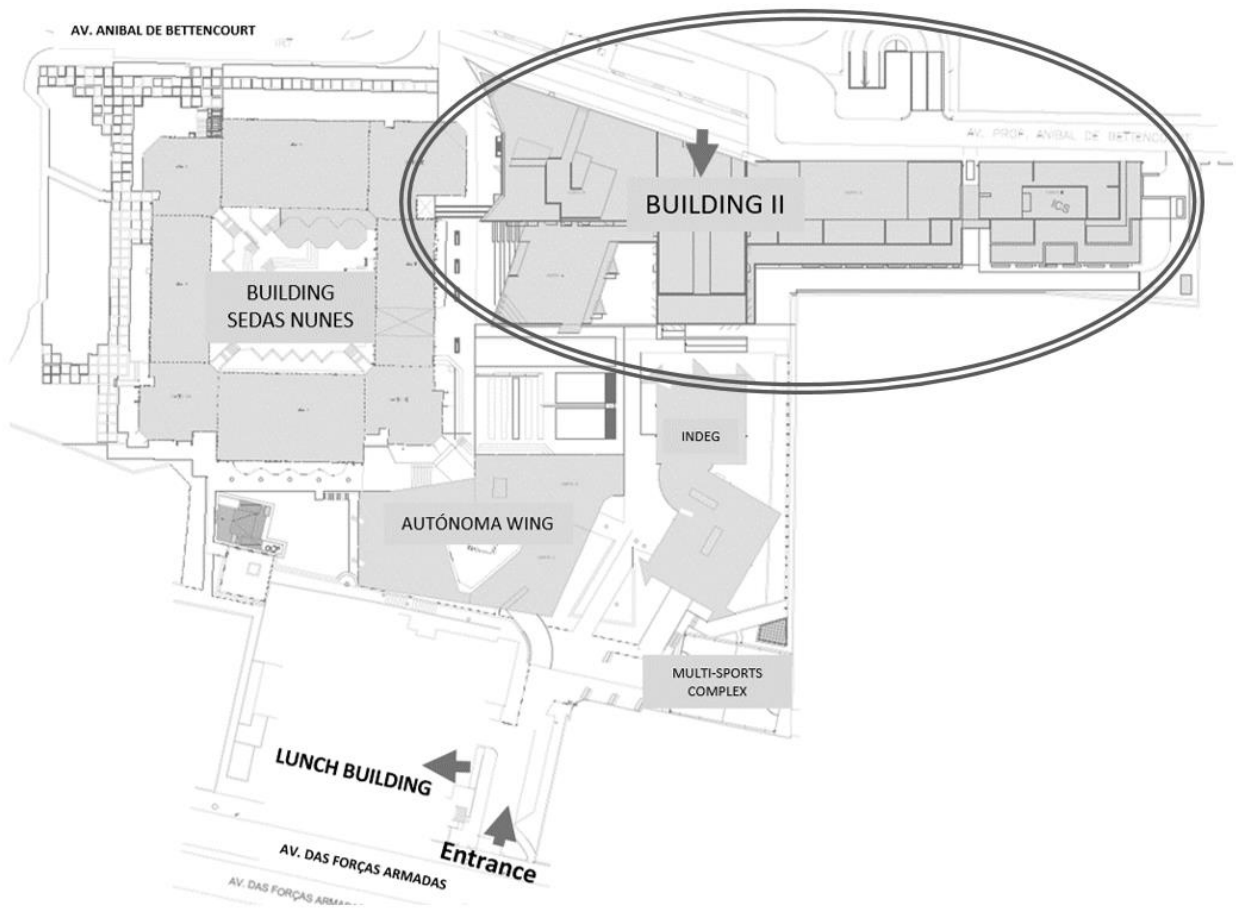 AV. ANIBAL DE BETTENCOURT
AV. PROF. ANIBAL DE BETTENCOURT
BUILDING II
ICS
BUILDING
SEDAS NUNES
INDEG
AUTÓNOMA WING
MULTI-SPORTS
COMPLEX
LUNCH BUILDING
Entrance
AV. DAS FORÇAS ARMADAS
AV. DAS FORÇAS ARMADAS